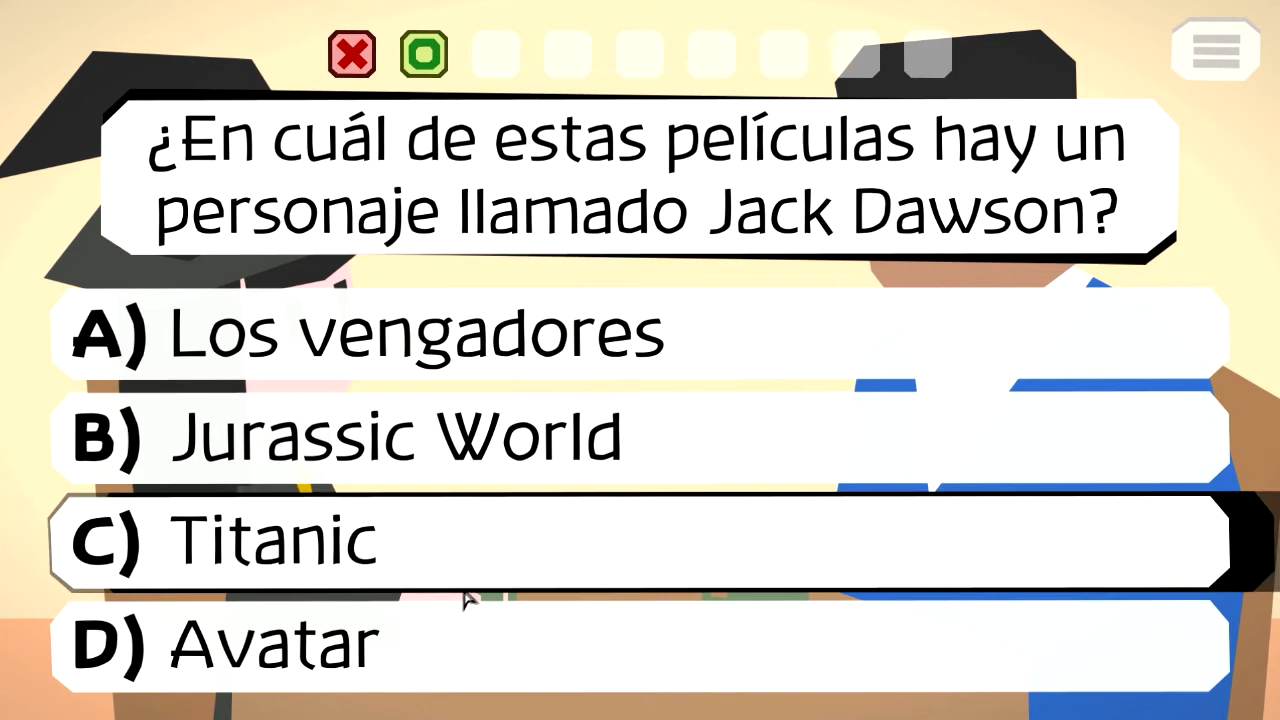 ¿En cuál de estas películas hay un
personaje llamado Jack Dawson?
A) Los vengadores
B) Jurassic World
C) Titanic
D) Avatar